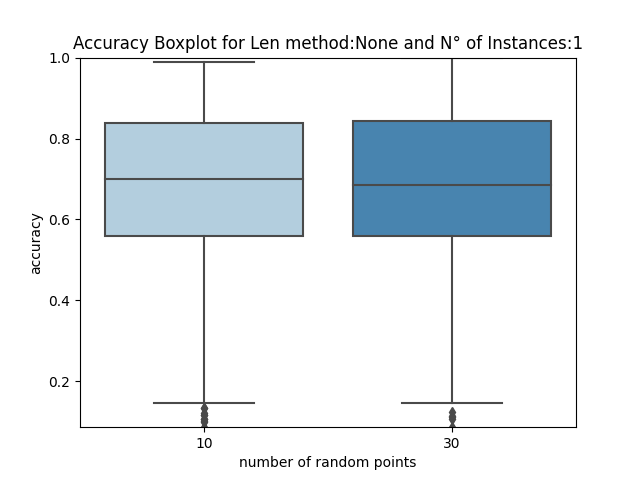 Accuracy Boxplot for Len method:None and N° of Instances:1
1.0
0.8
0.6
0.4
0.2
accuracy
10 30
number of random points